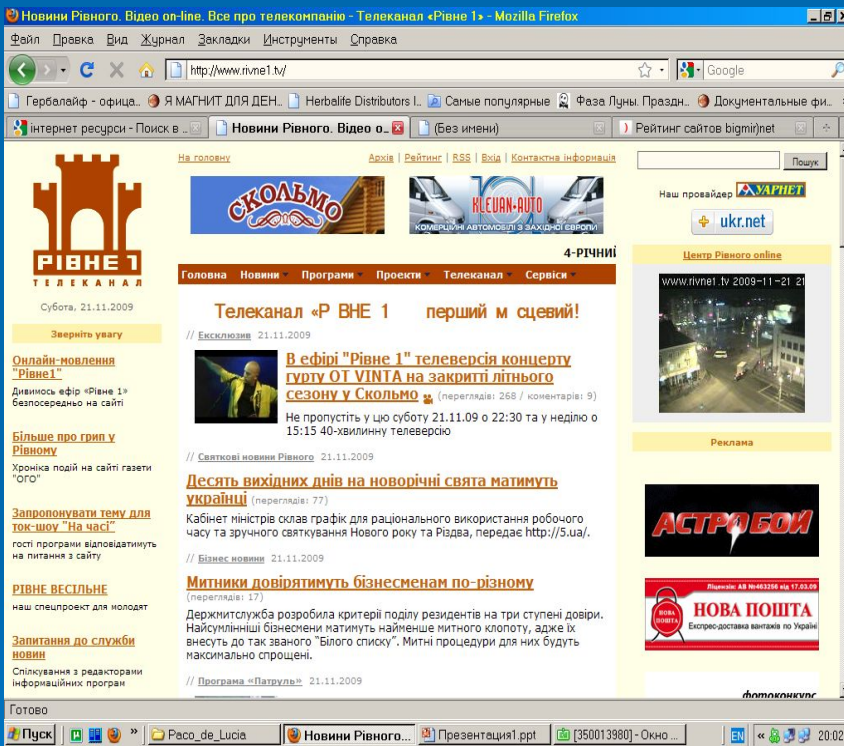 Новини Рівного. Відео on-line. Все про телекомпанію - Телеканал «Рівне 1» - Mozilla Firefox
Файл Правка Вид Журнал Закладки Инструменты Справка
http://www.rivne1.tv/
Google
Гербалайф - офица... Я МАГНИТ ДЛЯ ДЕН... Herbalife Distributors I... Самые популярные Фаза Луны. Праздн... Документальные фи...
інтернет ресурси - Поиск в ... Новини Рівного. Відео о... (Без имени) Рейтинг сайтов bigmir)net
На головну
Архів | Рейтинг | RSS | Вхід | Контактна інформація
Пошук
РІВНЕ 1
ТЕЛЕКАНАЛ
Субота, 21.11.2009
Зверніть увагу
Онлайн-мовлення
"Рівне1"
Дивимось ефір «Рівне 1»
безпосередньо на сайті
Більше про грип у
Рівному
Хроніка подій на сайті газети
"ОГО"
Запропонувати тему для
ток-шоу "На часі"
гості програми відповідатимуть
на питання з сайту
РІВНЕ ВЕСІЛЬНЕ
наш спецпроект для молодят
Запитання до служби
новин
Спілкування з редакторами
інформаційних програм
СКОЛЬМО
KLEVAN-AUTO
КОМЕРЦІЙНІ АВТОМОБІЛІ З ЗАХІДНОЇ ЄВРОПИ
4-РІЧНИЙ
Головна Новини Програми Проекти Телеканал Сервіси
Телеканал «Р ВНЕ 1 перший м сцевий!
// Ексклюзив 21.11.2009
В ефірі "Рівне 1" телеверсія концерту
гурту ОТ VINTA на закритті літнього
сезону у Скольмо (переглядів: 268 / коментарів: 9)
Не пропустіть у цю суботу 21.11.09 о 22:30 та у неділю о
15:15 40-хвилинну телеверсію
// Святкові новини Рівного 21.11.2009
Десять вихідних днів на новорічні свята матимуть
українці (переглядів: 77)
Кабінет міністрів склав графік для раціонального використання робочого
часу та зручного святкування Нового року та Різдва, передає http://5.ua/.
// Бізнес новини 21.11.2009
Митники довірятимуть бізнесменам по-різному
(переглядів: 17)
Держмитслужба розробила критерії поділу резидентів на три ступені довіри.
Найсумлінніші бізнесмени матимуть найменше митного клопоту, адже їх
внесуть до так званого "Білого списку". Митні процедури для них будуть
максимально спрощені.
// Програма «Патруль» 21.11.2009
Наш провайдер УАРНЕТ
ukr.net
Центр Рівного online
www.rivne1.tv 2009-11-21 21
Реклама
АСТРО БОЙ
Ліцензія: АВ №463256 від 17.03.09
НОВА ПОШТА
НОВА ПОШТА
Експрес-доставка вантажів по Україні
фотоконкурс
Готово
Пуск » Paco_de_Lucia Новини Рівного... Презентация1.ppt [350013980] - Окно ... EN « 20:02